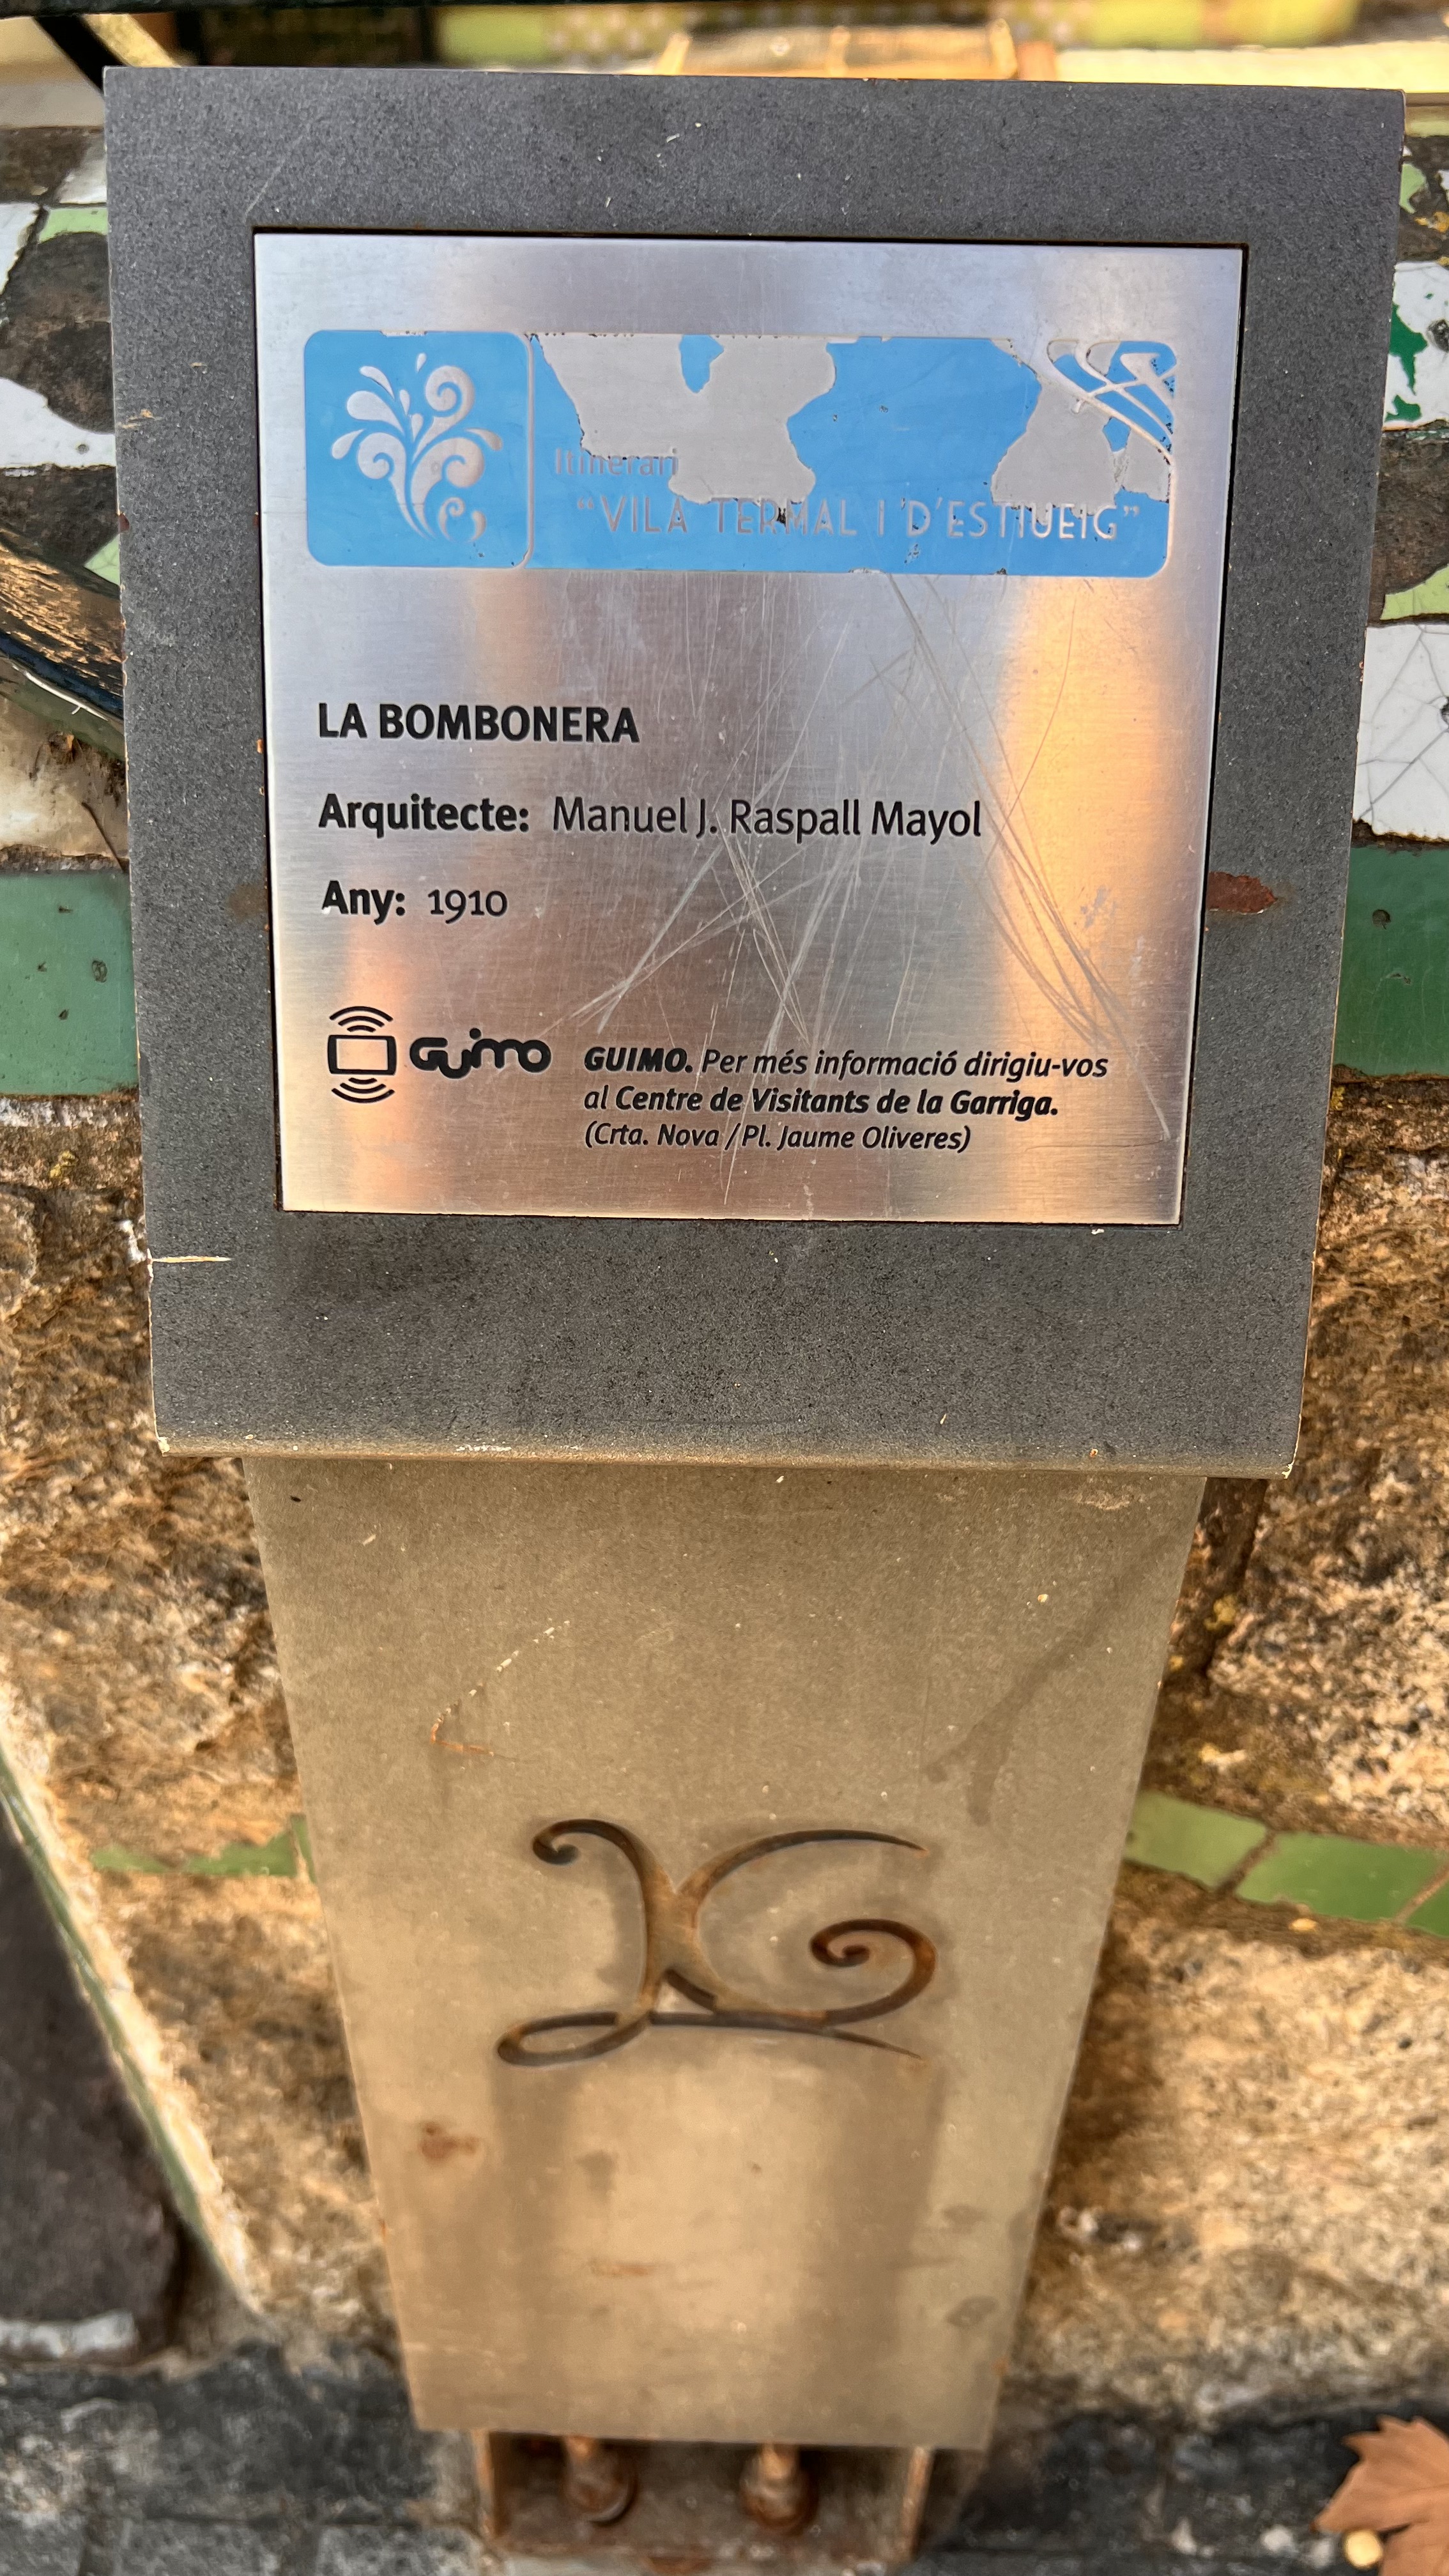 Itinerari
“VILA TERMAL I D'ESTIUEIG”
LA BOMBONERA
Arquitecte: Manuel J. Raspall Mayol
Any: 1910
GUIMO
GUIMO. Per més informació dirigiu-vos
al Centre de Visitants de la Garriga.
(Crta. Nova / Pl. Jaume Oliveres)